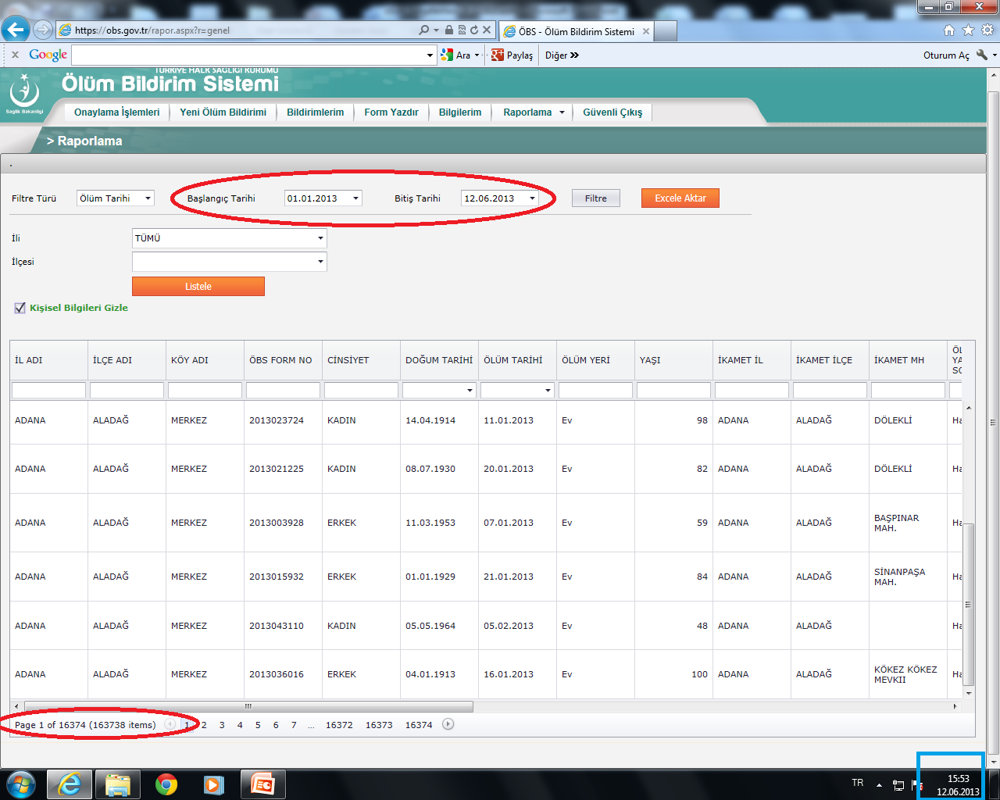 https://obs.gov.tr/rapor.aspx?r=genel
ÖBS - Ölüm Bildirim Sistemi
x Google
Ara
Paylaş
Diğer »
Oturum Aç
TÜRKİYE HALK SAĞLIĞI KURUMU
Ölüm Bildirim Sistemi
Sağlık Bakanlığı
Onaylama İşlemleri Yeni Ölüm Bildirimi Bildirimlerim Form Yazdır Bilgilerim Raporlama Güvenli Çıkış
> Raporlama
.
Filtre Türü Ölüm Tarihi Başlangıç Tarihi 01.01.2013 Bitiş Tarihi 12.06.2013 Filtre Excele Aktar
İli TÜMÜ
İlçesi
Listele
Kişisel Bilgileri Gizle
İL ADI İLÇE ADI KÖY ADI ÖBS FORM NO CİNSİYET DOĞUM TARİHİ ÖLÜM TARİHİ ÖLÜM YERİ YAŞI İKAMET İL İKAMET İLÇE İKAMET MH ÖL
YA
SC
ADANA ALADAĞ MERKEZ 2013023724 KADIN 14.04.1914 11.01.2013 Ev 98 ADANA ALADAĞ DÖLEKLİ Ha
ADANA ALADAĞ MERKEZ 2013021225 KADIN 08.07.1930 20.01.2013 Ev 82 ADANA ALADAĞ DÖLEKLİ Ha
ADANA ALADAĞ MERKEZ 2013003928 ERKEK 11.03.1953 07.01.2013 Ev 59 ADANA ALADAĞ BAŞPINAR MAH. Ha
ADANA ALADAĞ MERKEZ 2013015932 ERKEK 01.01.1929 21.01.2013 Ev 84 ADANA ALADAĞ SİNANPAŞA MAH. Ha
ADANA ALADAĞ MERKEZ 2013043110 KADIN 05.05.1964 05.02.2013 Ev 48 ADANA ALADAĞ Ha
ADANA ALADAĞ MERKEZ 2013036016 ERKEK 04.01.1913 16.01.2013 Ev 100 ADANA ALADAĞ KÖKEZ KÖKEZ MEVKII Ha
Page 1 of 16374 (163738 items) 1 2 3 4 5 6 7 ... 16372 16373 16374
TR
15:53
12.06.2013